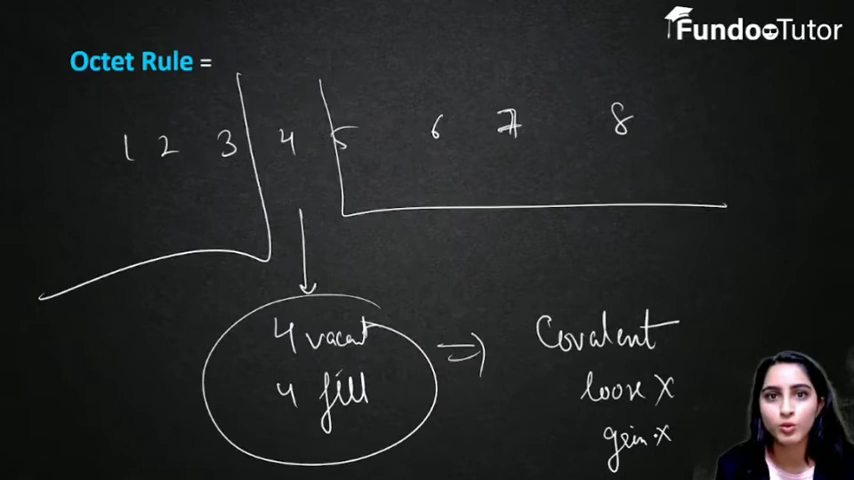 FundooTutor
Octet Rule =
1 2 3 4 5 6 7 8
4 vacant
4 fill
=> Covalent
loose X
gain.X